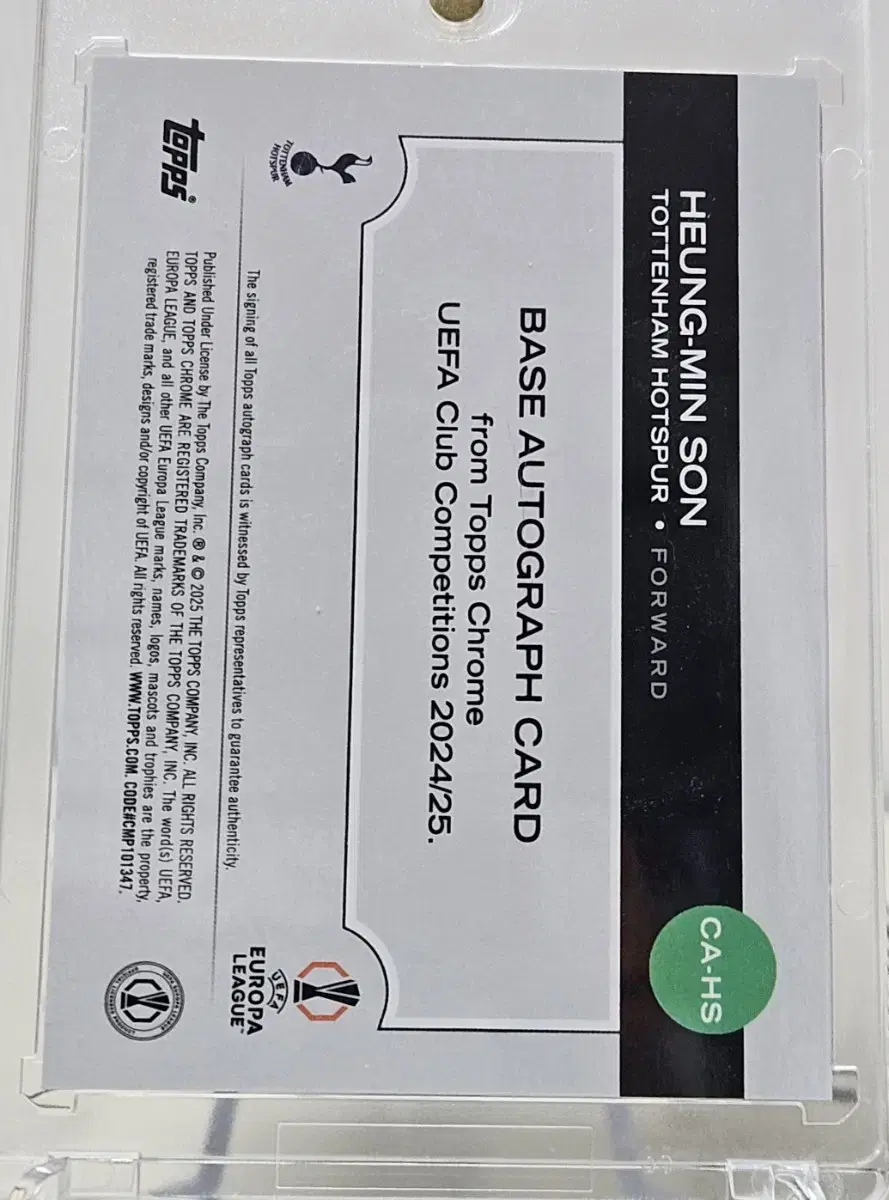 HEUNG-MIN SON
TOTTENHAM HOTSPUR • FORWARD
CA-HS
BASE AUTOGRAPH CARD
from Topps Chrome
UEFA Club Competitions 2024/25.
TOTTENHAM
HOTSPUR
The signing of all Topps autograph cards is witnessed by Topps representatives to guarantee authenticity.
UEFA
EUROPA
LEAGUE™
topps®
Published Under License by The Topps Company, Inc. ® & © 2025 THE TOPPS COMPANY, INC. ALL RIGHTS RESERVED.
TOPPS AND TOPPS CHROME ARE REGISTERED TRADEMARKS OF THE TOPPS COMPANY, INC. The word(s) UEFA,
EUROPA LEAGUE, and all other UEFA Europa League marks, names, logos, mascots and trophies are the property,
registered trade marks, designs and/or copyright of UEFA. All rights reserved. WWW.TOPPS.COM. CODE#CMP101347.